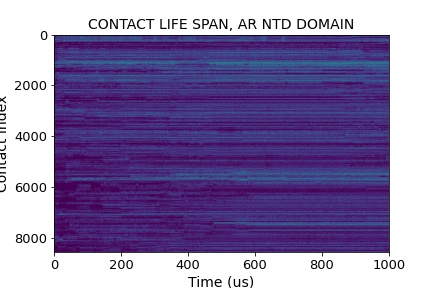 CONTACT LIFE SPAN, AR NTD DOMAIN
0
2000
4000
6000
8000
Contact Index
0 200 400 600 800 1000
Time (us)